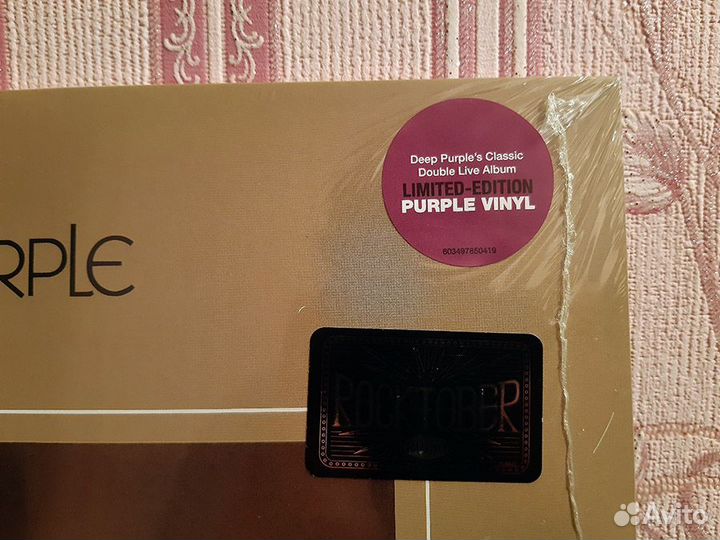 Deep Purple's Classic
Double Live Album
LIMITED-EDITION
PURPLE VINYL
603497850419
RPLE
ROCKTOBER
Avito